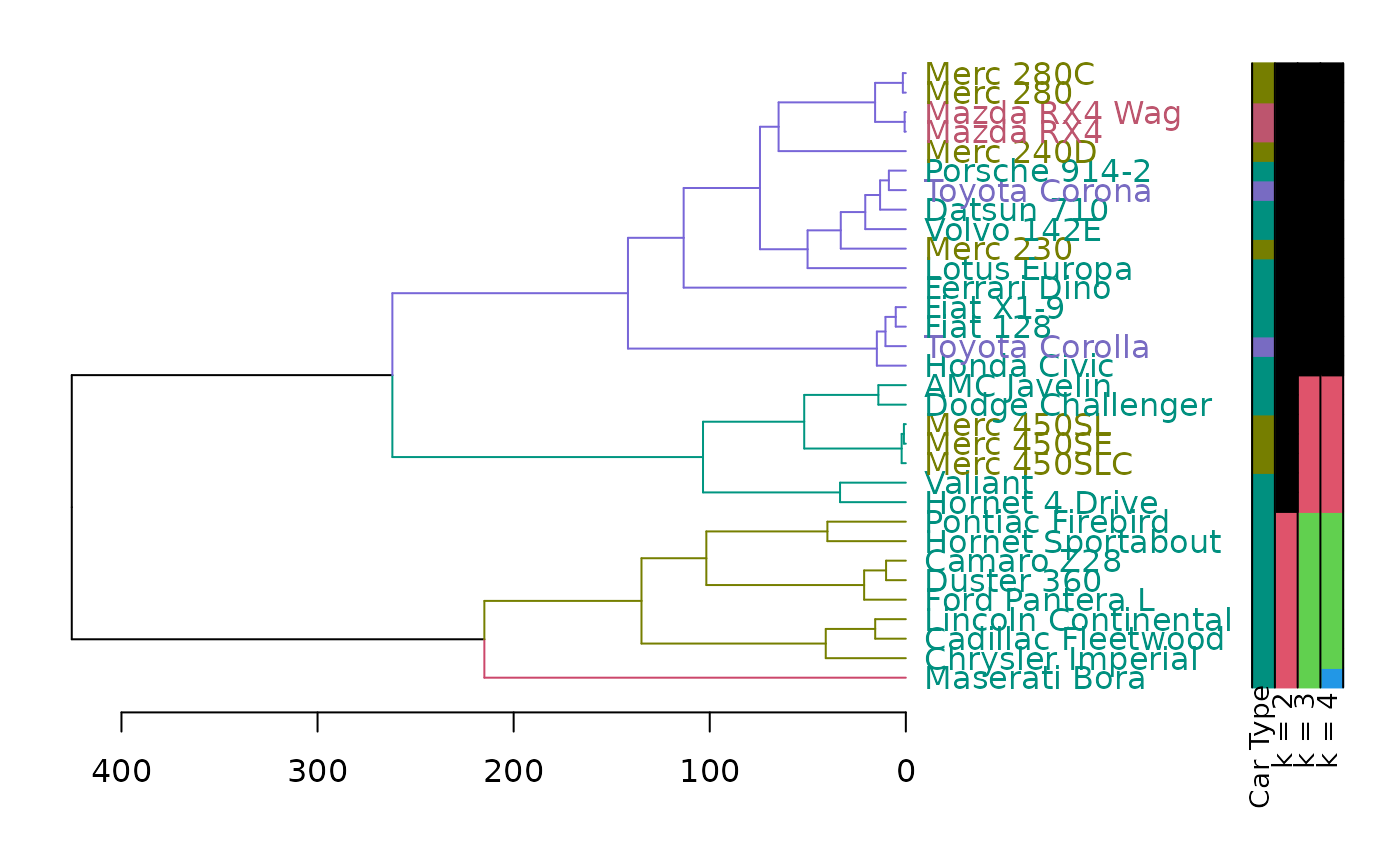 Merc 280C
Merc 280
Mazda RX4 Wag
Mazda RX4
Merc 240D
Porsche 914-2
Toyota Corona
Datsun 710
Volvo 142E
Merc 230
Lotus Europa
Ferrari Dino
Fiat X1-9
Fiat 128
Toyota Corolla
Honda Civic
AMC Javelin
Dodge Challenger
Merc 450SL
Merc 450SE
Merc 450SLC
Valiant
Hornet 4 Drive
Pontiac Firebird
Hornet Sportabout
Camaro Z28
Duster 360
Ford Pantera L
Lincoln Continental
Cadillac Fleetwood
Chrysler Imperial
Maserati Bora
400 300 200 100 0
Car Type
k = 2
k = 3
k = 4